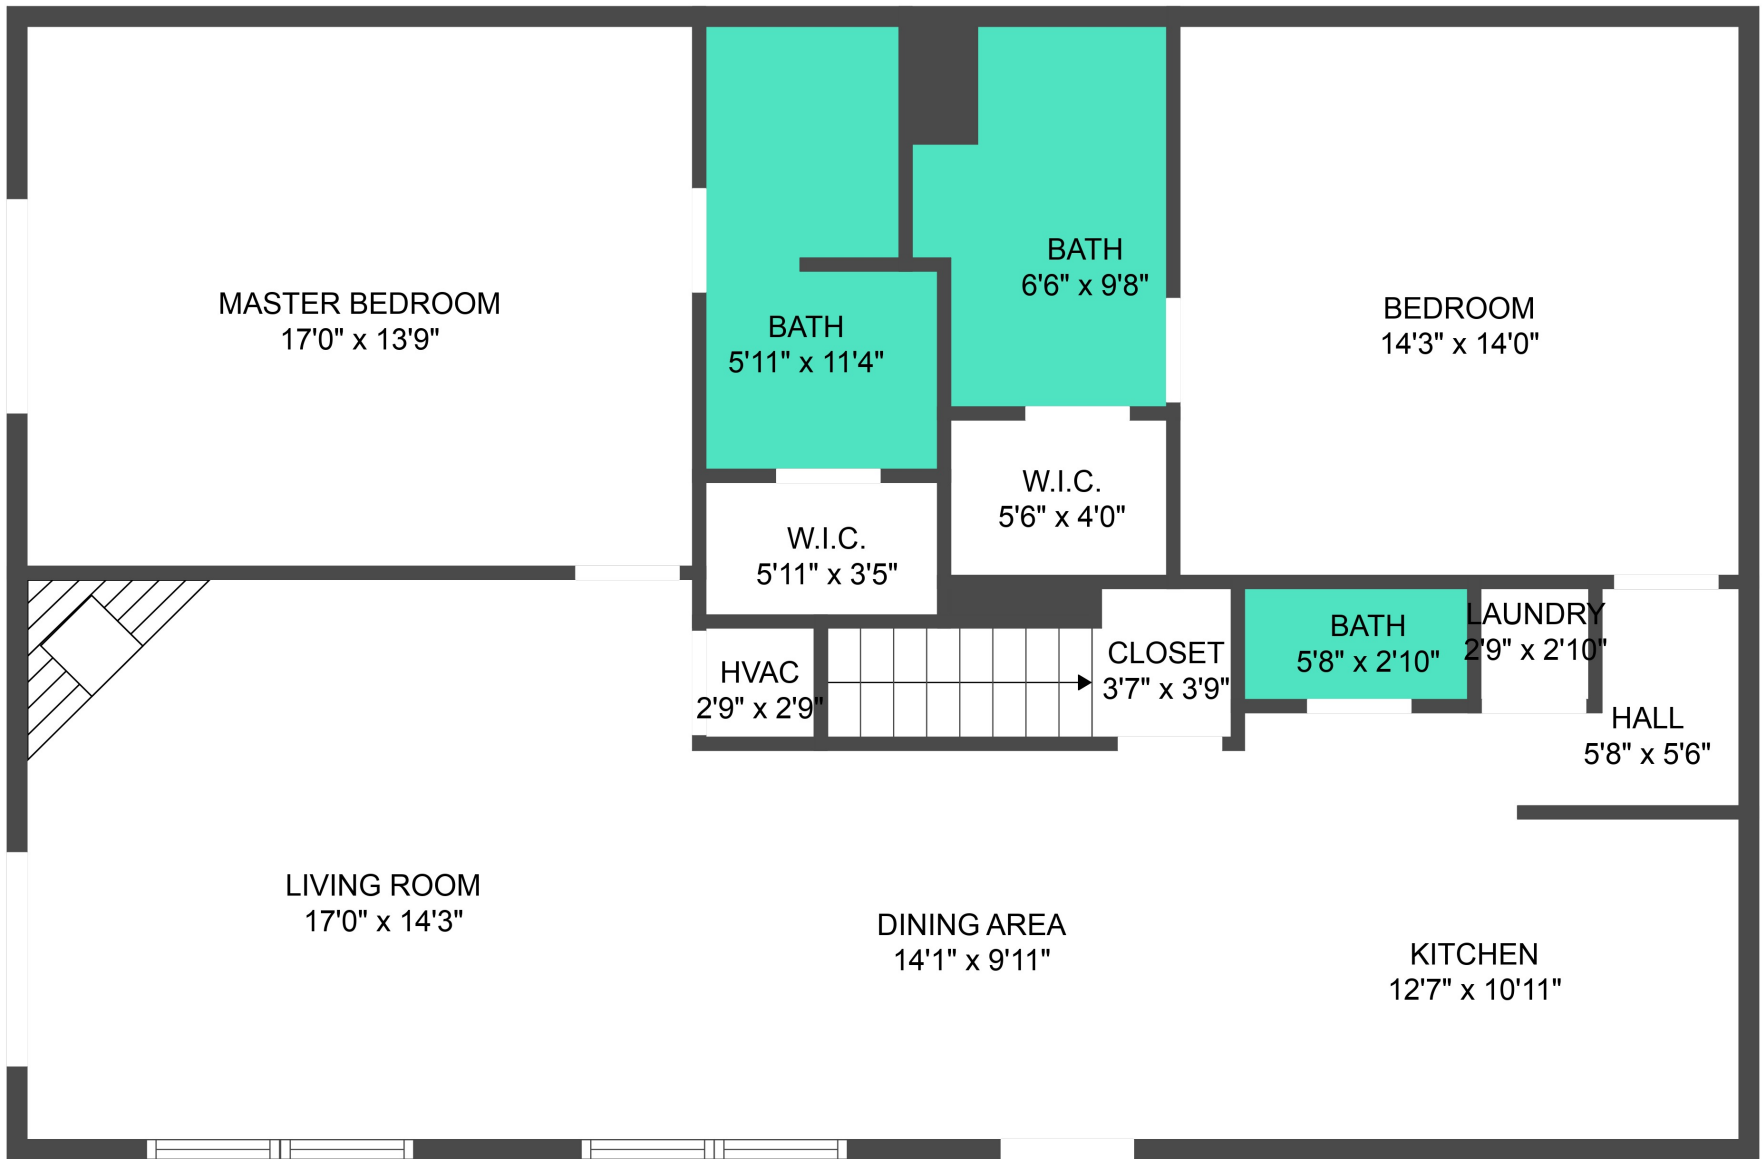 MASTER BEDROOM
17'0" x 13'9"
BATH
5'11" x 11'4"
BATH
6'6" x 9'8"
BEDROOM
14'3" x 14'0"
W.I.C.
5'11" x 3'5"
W.I.C.
5'6" x 4'0"
HVAC
2'9" x 2'9"
CLOSET
3'7" x 3'9"
BATH
5'8" x 2'10"
LAUNDRY
2'9" x 2'10"
HALL
5'8" x 5'6"
LIVING ROOM
17'0" x 14'3"
DINING AREA
14'1" x 9'11"
KITCHEN
12'7" x 10'11"